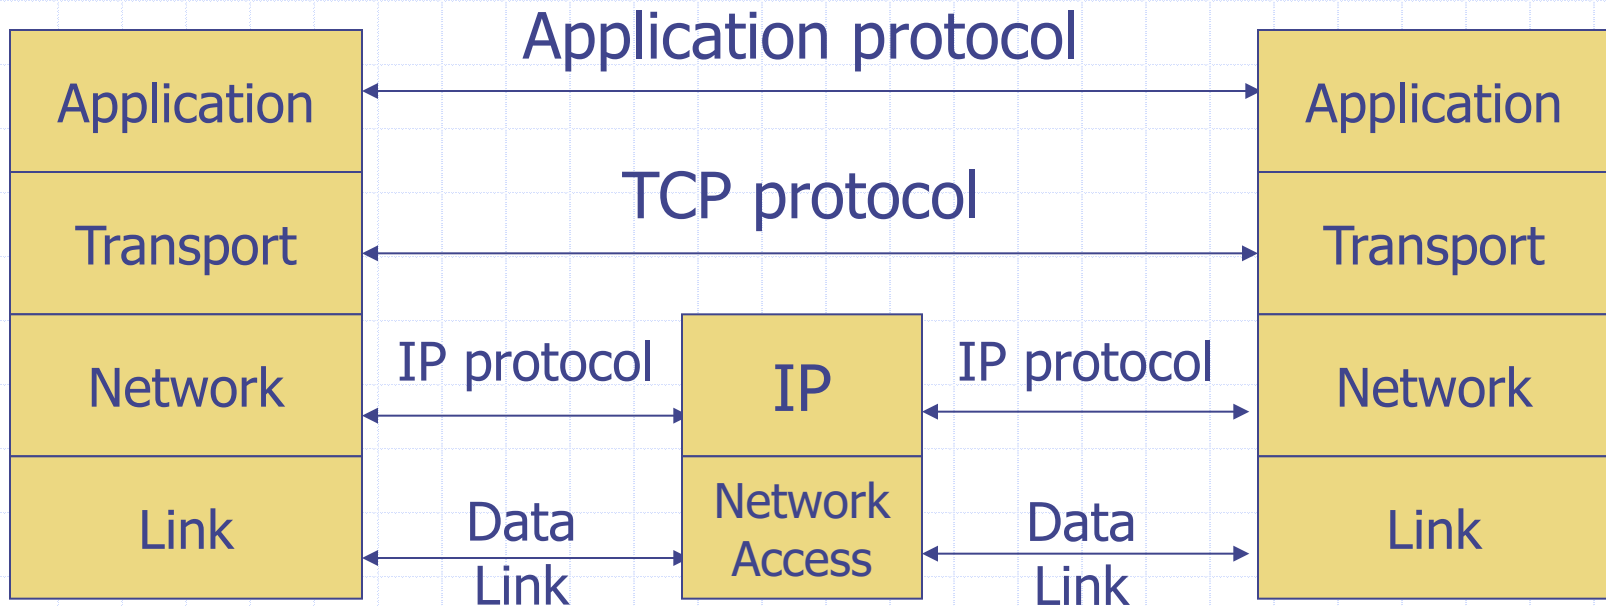 Application protocol
Application
Application
TCP protocol
Transport
Transport
IP protocol
IP
IP protocol
Network
Network
Network
Access
Data
Link
Data
Link
Link
Link